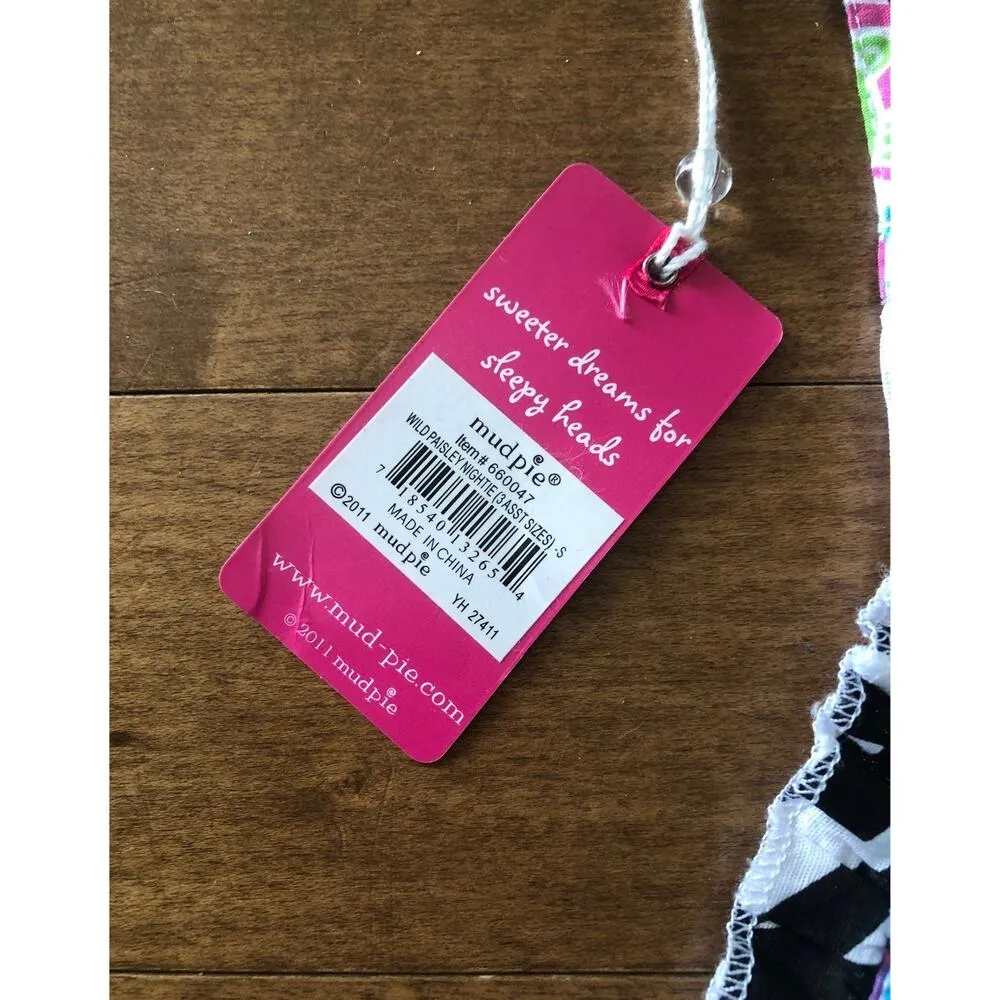 sweeter dreams for
sleepy heads
mudpie®
Item# 660047
WILD PAISLEY NIGHTIE (3 ASST SIZES) -S
7 18540 13265 4
MADE IN CHINA
©2011 mudpie
YH 27411
www.mud-pie.com
©2011 mudpie